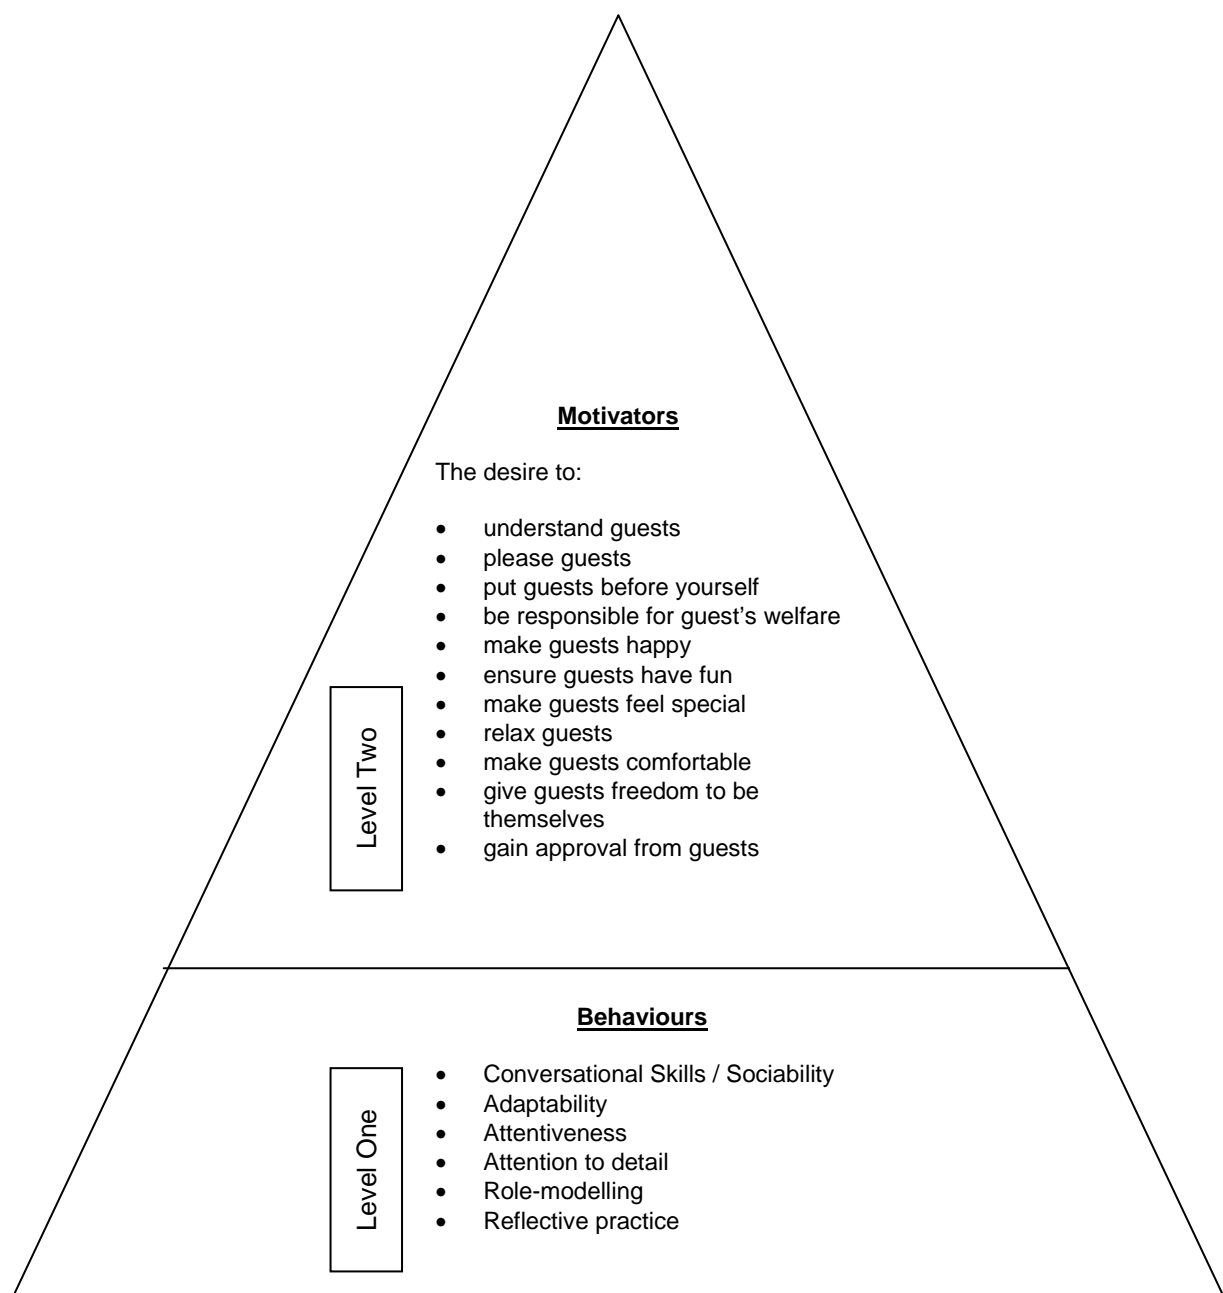 Motivators
The desire to:
• understand guests
• please guests
• put guests before yourself
• be responsible for guest’s welfare
• make guests happy
• ensure guests have fun
• make guests feel special
• relax guests
• make guests comfortable
• give guests freedom to be
themselves
• gain approval from guests
Level Two
Behaviours
• Conversational Skills / Sociability
• Adaptability
• Attentiveness
• Attention to detail
• Role-modelling
• Reflective practice
Level One